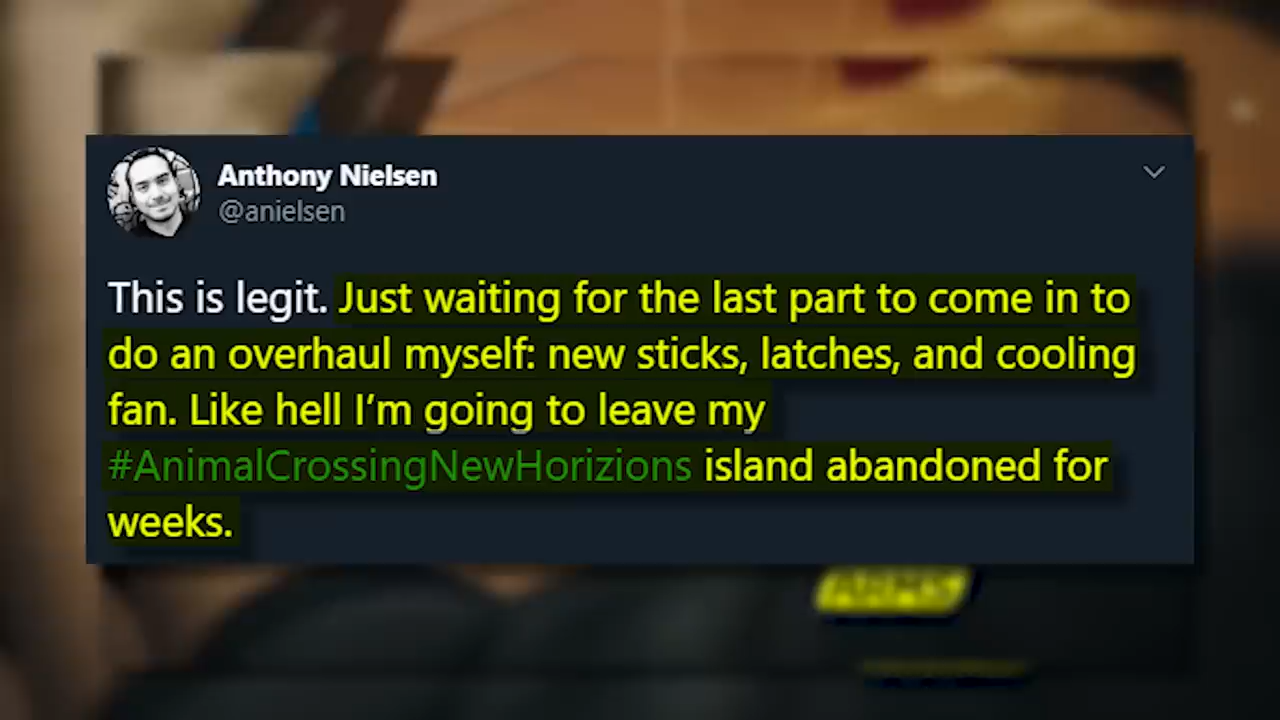 Anthony Nielsen
@anielsen
This is legit. Just waiting for the last part to come in to
do an overhaul myself: new sticks, latches, and cooling
fan. Like hell I'm going to leave my
#AnimalCrossingNewHorizions island abandoned for
weeks.
ARMS